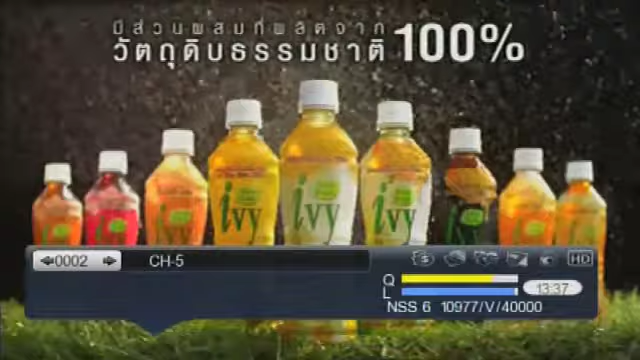 มีส่วนผสมที่ผลิตจาก
วัตถุดิบธรรมชาติ 100%
ivy
ivy
ivy
ivy
0002 CH-5 HD
Q
L 13:37
NSS 6 10977/V/40000